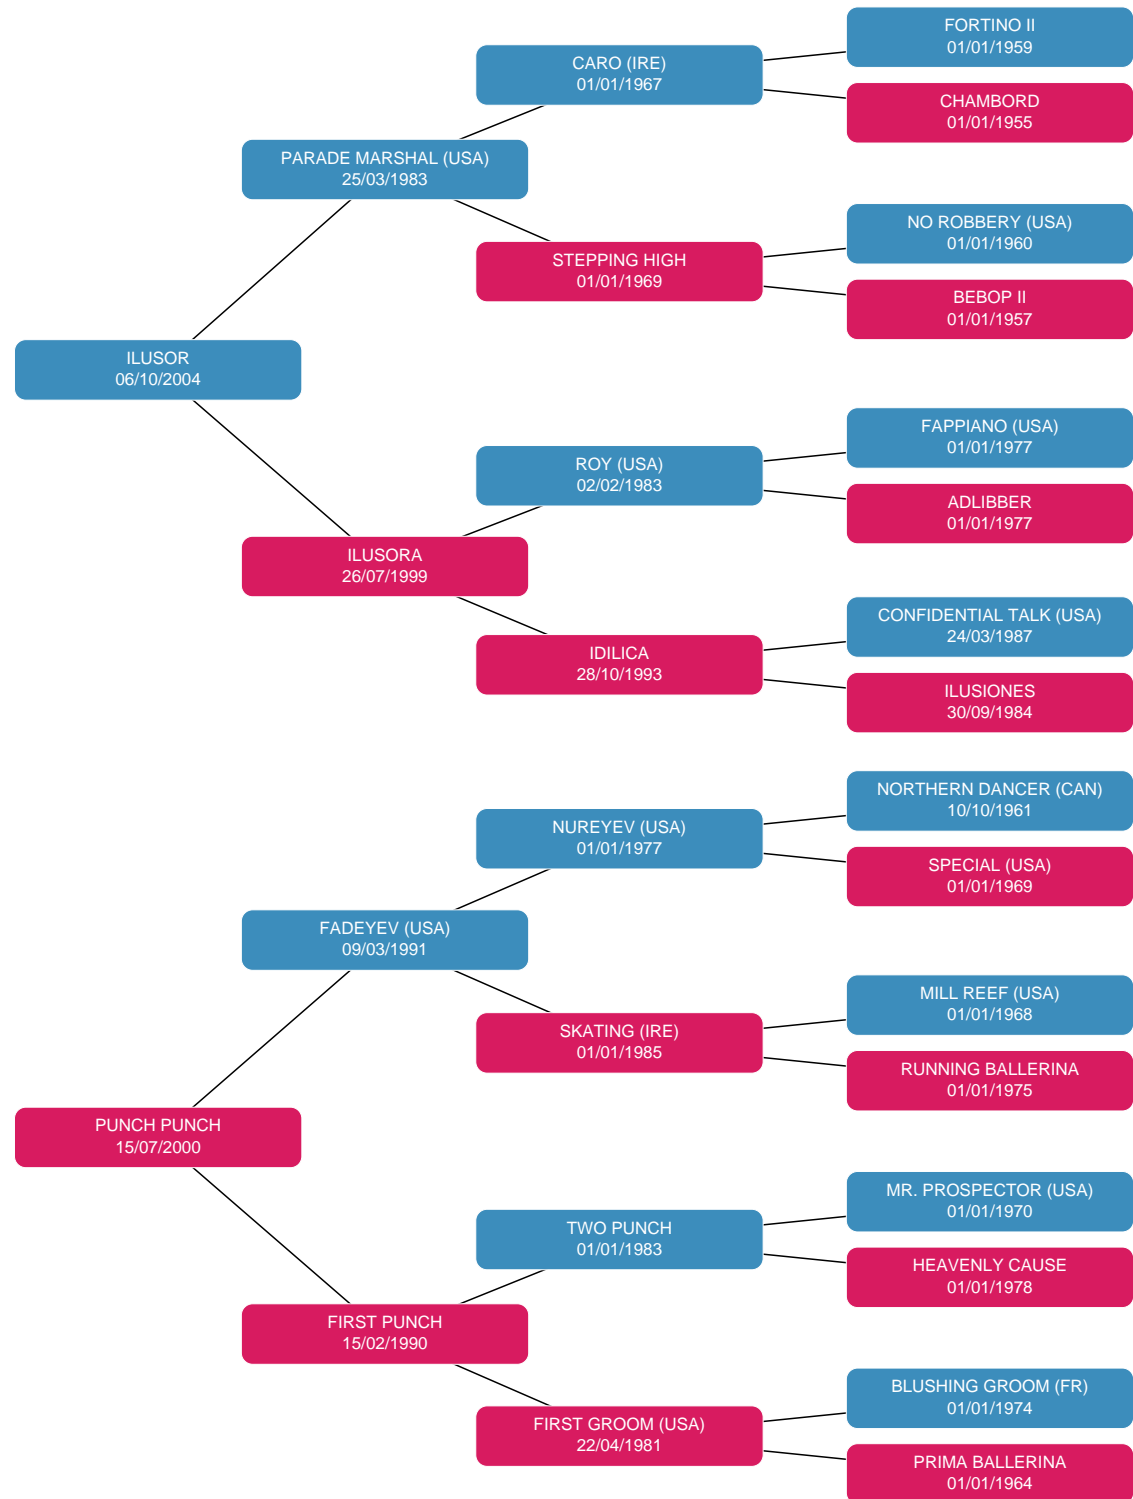 FORTINO II
01/01/1959
CARO (IRE)
01/01/1967
CHAMBORD
01/01/1955
PARADE MARSHAL (USA)
25/03/1983
NO ROBBERY (USA)
01/01/1960
STEPPING HIGH
01/01/1969
BEBOP II
01/01/1957
ILUSOR
06/10/2004
FAPPIANO (USA)
01/01/1977
ROY (USA)
02/02/1983
ADLIBBER
01/01/1977
ILUSORA
26/07/1999
CONFIDENTIAL TALK (USA)
24/03/1987
IDILICA
28/10/1993
ILUSIONES
30/09/1984
NORTHERN DANCER (CAN)
10/10/1961
NUREYEV (USA)
01/01/1977
SPECIAL (USA)
01/01/1969
FADEYEV (USA)
09/03/1991
MILL REEF (USA)
01/01/1968
SKATING (IRE)
01/01/1985
RUNNING BALLERINA
01/01/1975
PUNCH PUNCH
15/07/2000
MR. PROSPECTOR (USA)
01/01/1970
TWO PUNCH
01/01/1983
HEAVENLY CAUSE
01/01/1978
FIRST PUNCH
15/02/1990
BLUSHING GROOM (FR)
01/01/1974
FIRST GROOM (USA)
22/04/1981
PRIMA BALLERINA
01/01/1964